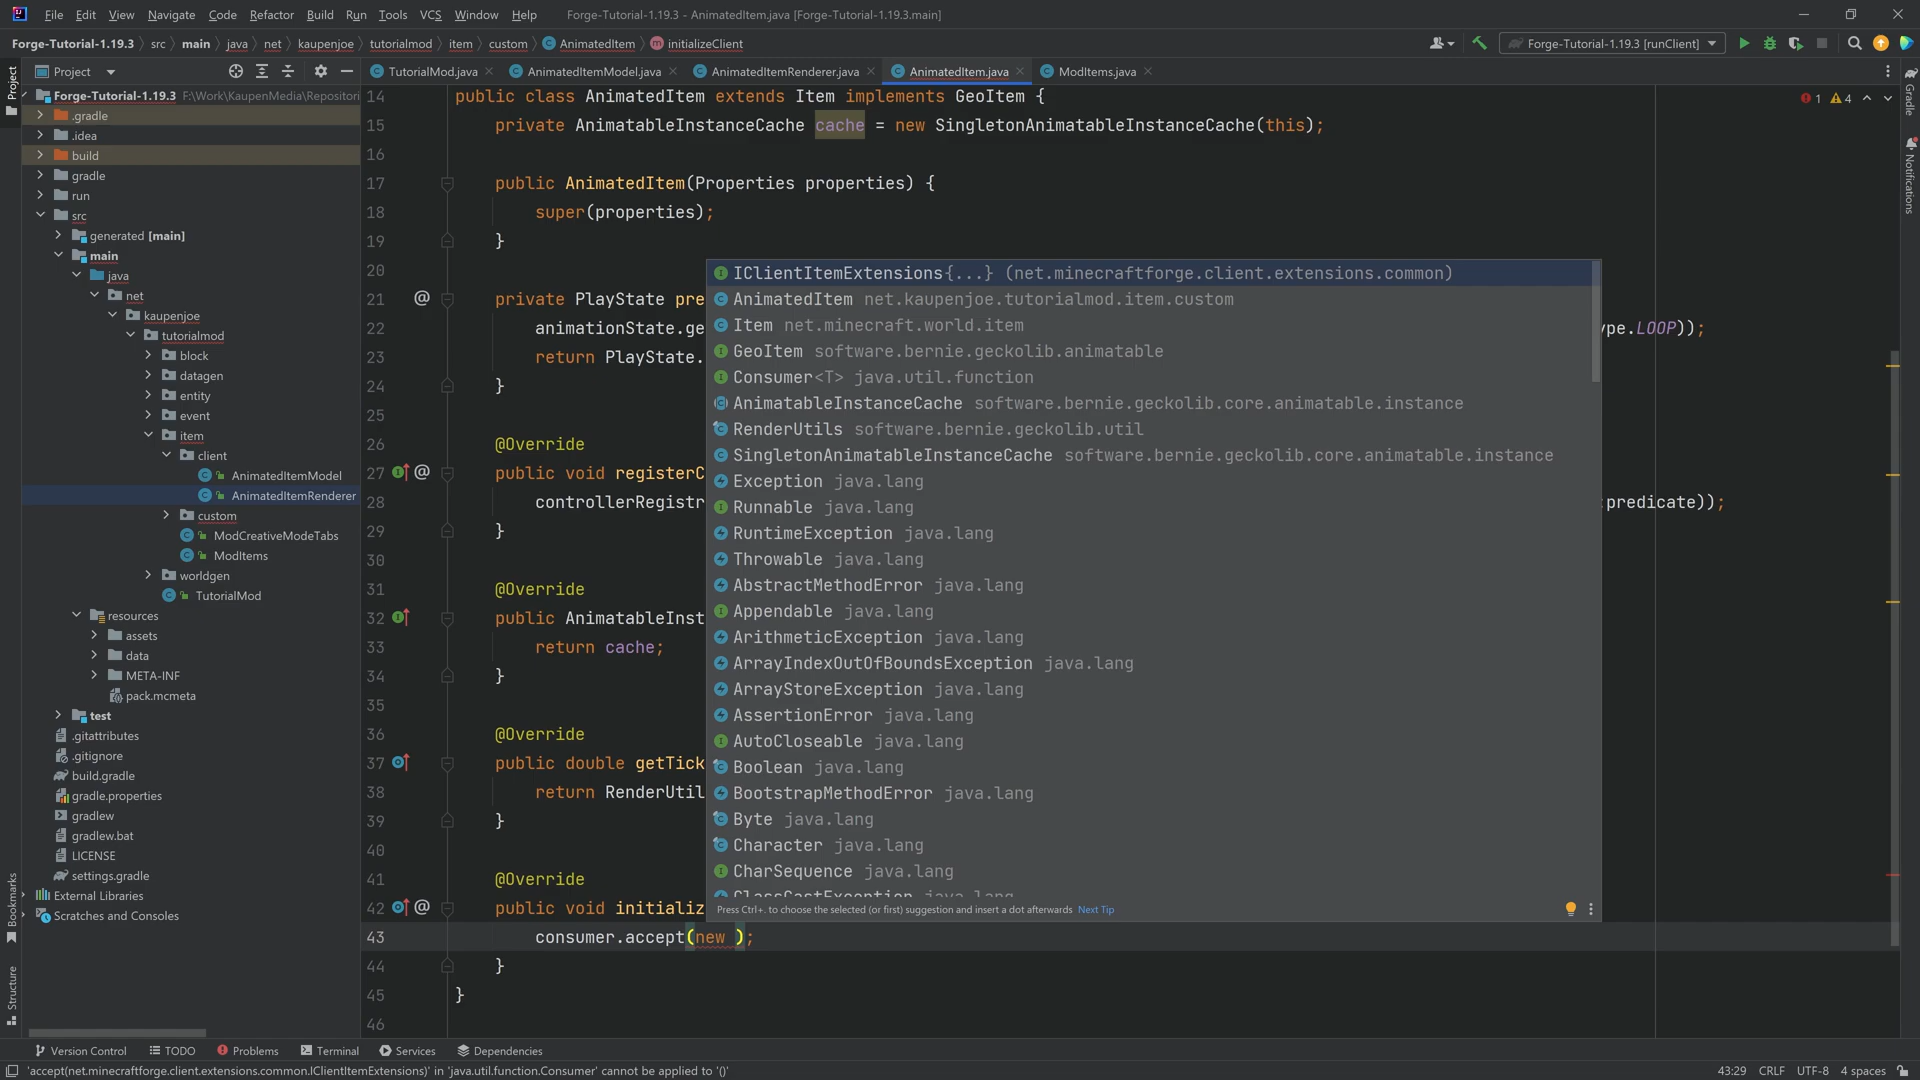 File Edit View Navigate Code Refactor Build Run Tools VCS Window Help Forge-Tutorial-1.19.3 - AnimatedItem.java [Forge-Tutorial-1.19.3.main]
Forge-Tutorial-1.19.3 src main java net kaupenjoe tutorialmod item custom AnimatedItem initializeClient Forge-Tutorial-1.19.3 [runClient]
Project TutorialMod.java AnimatedItemModel.java AnimatedItemRenderer.java AnimatedItem.java ModItems.java
Project
Gradle
Notifications
Bookmarks
Structure
Forge-Tutorial-1.19.3 F:\Work\KaupenMedia\Repositori
.gradle
.idea
build
gradle
run
src
generated [main]
main
java
net
kaupenjoe
tutorialmod
block
datagen
entity
event
item
client
AnimatedItemModel
AnimatedItemRenderer
custom
ModCreativeModeTabs
ModItems
worldgen
TutorialMod
resources
assets
data
META-INF
pack.mcmeta
test
.gitattributes
.gitignore
build.gradle
gradle.properties
gradlew
gradlew.bat
LICENSE
settings.gradle
External Libraries
Scratches and Consoles
1 4
14 public class AnimatedItem extends Item implements GeoItem {
15 private AnimatableInstanceCache cache = new SingletonAnimatableInstanceCache(this);
16
17 public AnimatedItem(Properties properties) {
18 super(properties);
19 }
20
21 @ private PlayState pre
22 animationState.ge ype.LOOP));
23 return PlayState.
24 }
25
26 @Override
27 @ public void registerC
28 controllerRegistr :predicate));
29 }
30
31 @Override
32 public AnimatableInst
33 return cache;
34 }
35
36 @Override
37 public double getTick
38 return RenderUtil
39 }
40
41 @Override
42 @ public void initializ
43 consumer.accept(new );
44 }
45 }
46
IClientItemExtensions{...} (net.minecraftforge.client.extensions.common)
AnimatedItem net.kaupenjoe.tutorialmod.item.custom
Item net.minecraft.world.item
GeoItem software.bernie.geckolib.animatable
Consumer<T> java.util.function
AnimatableInstanceCache software.bernie.geckolib.core.animatable.instance
RenderUtils software.bernie.geckolib.util
SingletonAnimatableInstanceCache software.bernie.geckolib.core.animatable.instance
Exception java.lang
Runnable java.lang
RuntimeException java.lang
Throwable java.lang
AbstractMethodError java.lang
Appendable java.lang
ArithmeticException java.lang
ArrayIndexOutOfBoundsException java.lang
ArrayStoreException java.lang
AssertionError java.lang
AutoCloseable java.lang
Boolean java.lang
BootstrapMethodError java.lang
Byte java.lang
Character java.lang
CharSequence java.lang
ClassCastException java.lang
Press Ctrl+. to choose the selected (or first) suggestion and insert a dot afterwards Next Tip
Version Control TODO Problems Terminal Services Dependencies
'accept(net.minecraftforge.client.extensions.common.IClientItemExtensions)' in 'java.util.function.Consumer' cannot be applied to '()' 43:29 CRLF UTF-8 4 spaces